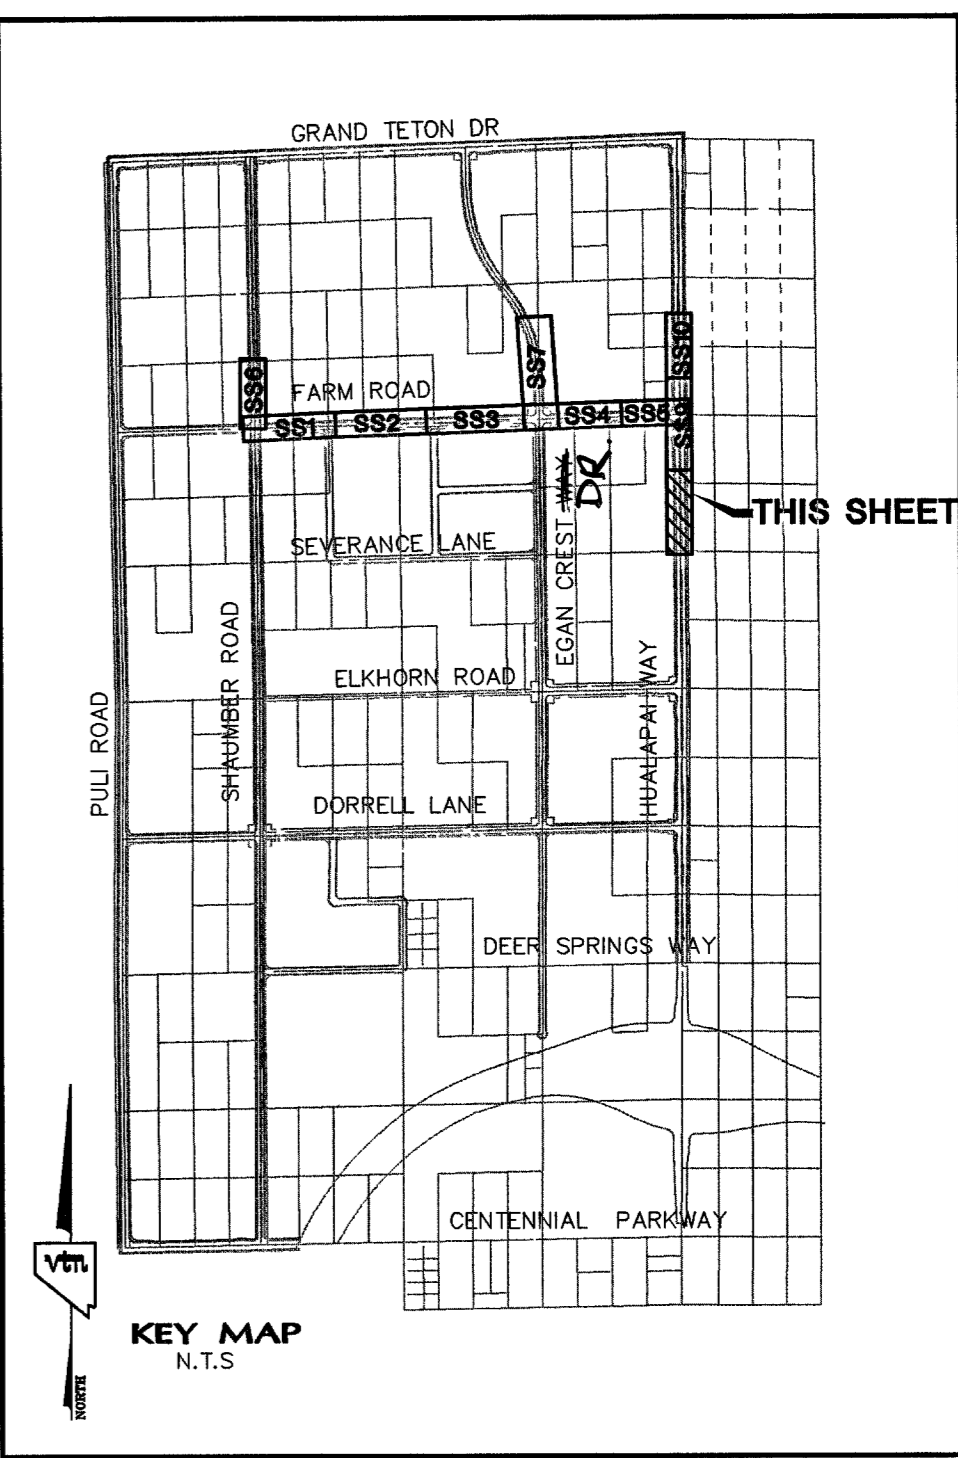 GRAND TETON DR
SS10
SS7
SS6
FARM ROAD
SS1
SS2
SS3
SS4
SS5
SS9
EGAN CREST WAY
DR.
THIS SHEET
SEVERANCE LANE
SHAUMBER ROAD
ELKHORN ROAD
HUALAPAI WAY
PULI ROAD
DORRELL LANE
DEER SPRINGS WAY
CENTENNIAL PARKWAY
vtn
KEY MAP
N.T.S
NORTH